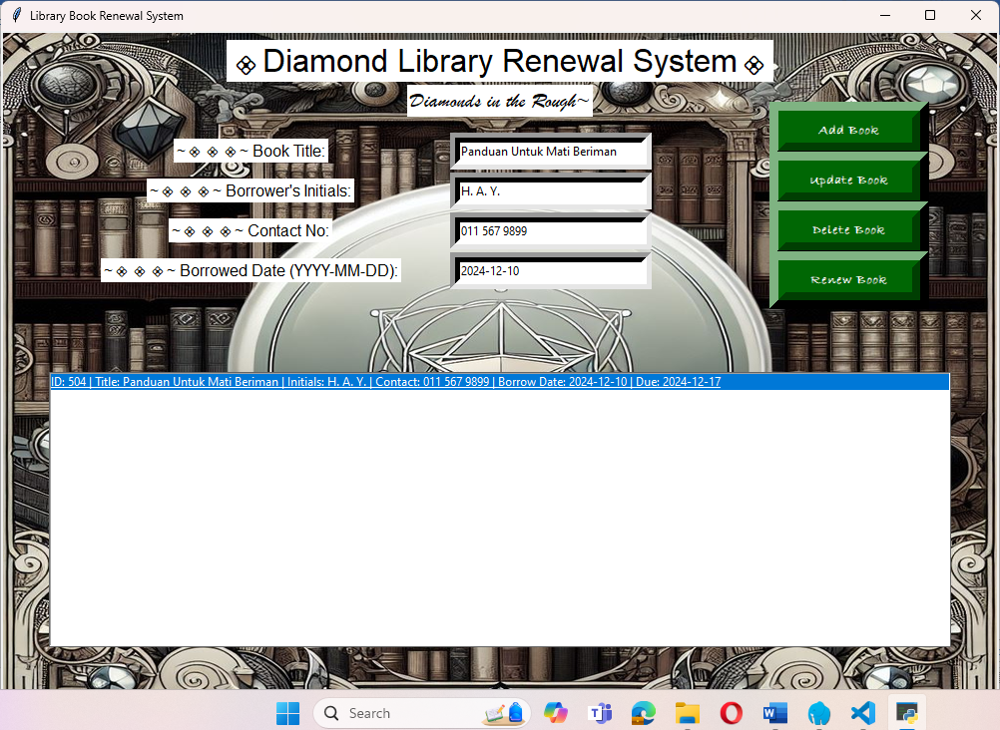 Library Book Renewal System
Diamond Library Renewal System
Diamonds in the Rough~
Add Book
~❖ ❖ ❖~ Book Title: Panduan Untuk Mati Beriman
Update Book
~❖ ❖ ❖~ Borrower's Initials: H. A. Y.
~❖ ❖ ❖~ Contact No: 011 567 9899
Delete Book
~❖ ❖ ❖~ Borrowed Date (YYYY-MM-DD): 2024-12-10
Renew Book
ID: 504 | Title: Panduan Untuk Mati Beriman | Initials: H. A. Y. | Contact: 011 567 9899 | Borrow Date: 2024-12-10 | Due: 2024-12-17
Search